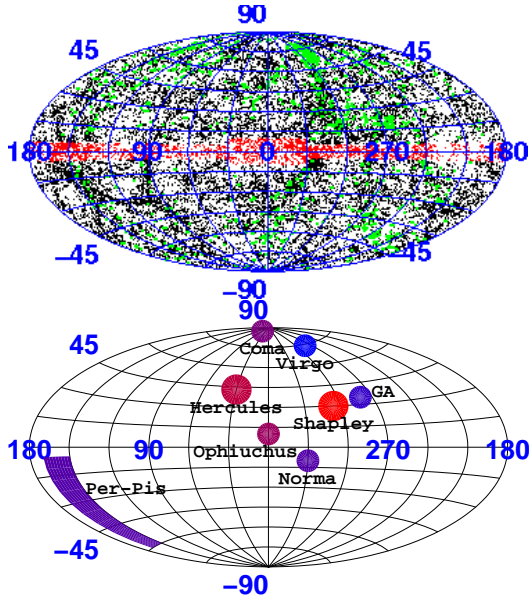 90
45 45
180 90 0 270 180
−45 −45
−90
90
45
Coma
Virgo
GA
Hercules
Shapley
180 90 Ophiuchus 270 180
Norma
Per-Pis
−45
−90